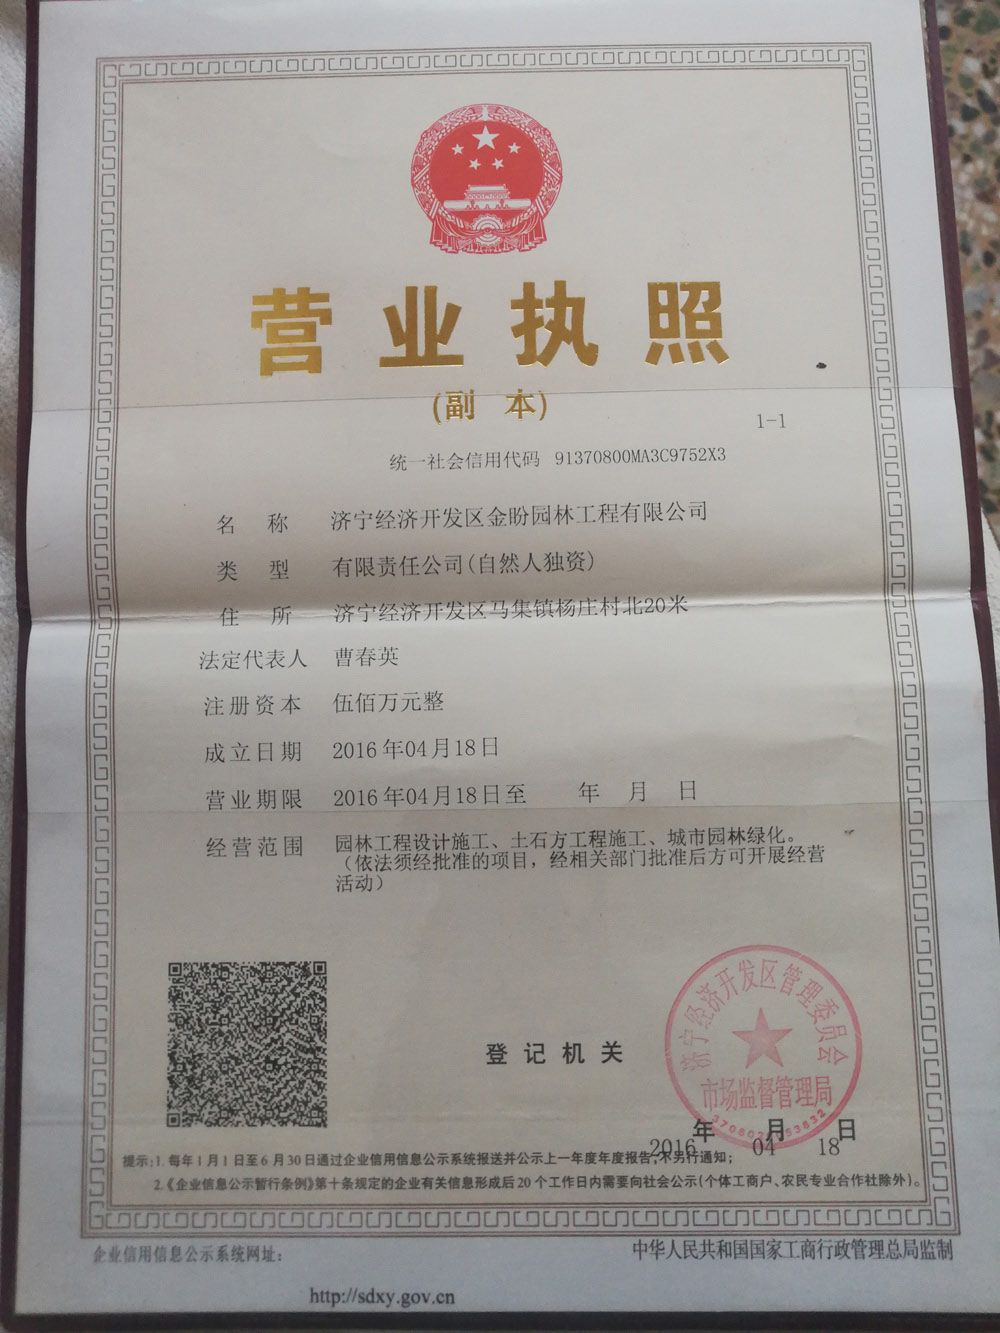 营业执照
(副 本)
1-1
统一社会信用代码 91370800MA3C9752X3
名 称 济宁经济开发区金盼园林工程有限公司
类 型 有限责任公司(自然人独资)
住 所 济宁经济开发区马集镇杨庄村北20米
法定代表人 曹春英
注册资本 伍佰万元整
成立日期 2016年04月18日
营业期限 2016年04月18日至 年 月 日
经营范围 园林工程设计施工、土石方工程施工、城市园林绿化。
（依法须经批准的项目，经相关部门批准后方可开展经营
活动）
济宁经济开发区管理委员会
市场监督管理局
登记机关
2016年04月18日
提示:1.每年1月1日至6月30日通过企业信用信息公示系统报送并公示上一年度年度报告,不另行通知;
2.《企业信息公示暂行条例》第十条规定的企业有关信息形成后20个工作日内需要向社会公示(个体工商户、农民专业合作社除外)。
企业信用信息公示系统网址:
中华人民共和国国家工商行政管理总局监制
http://sdxy.gov.cn